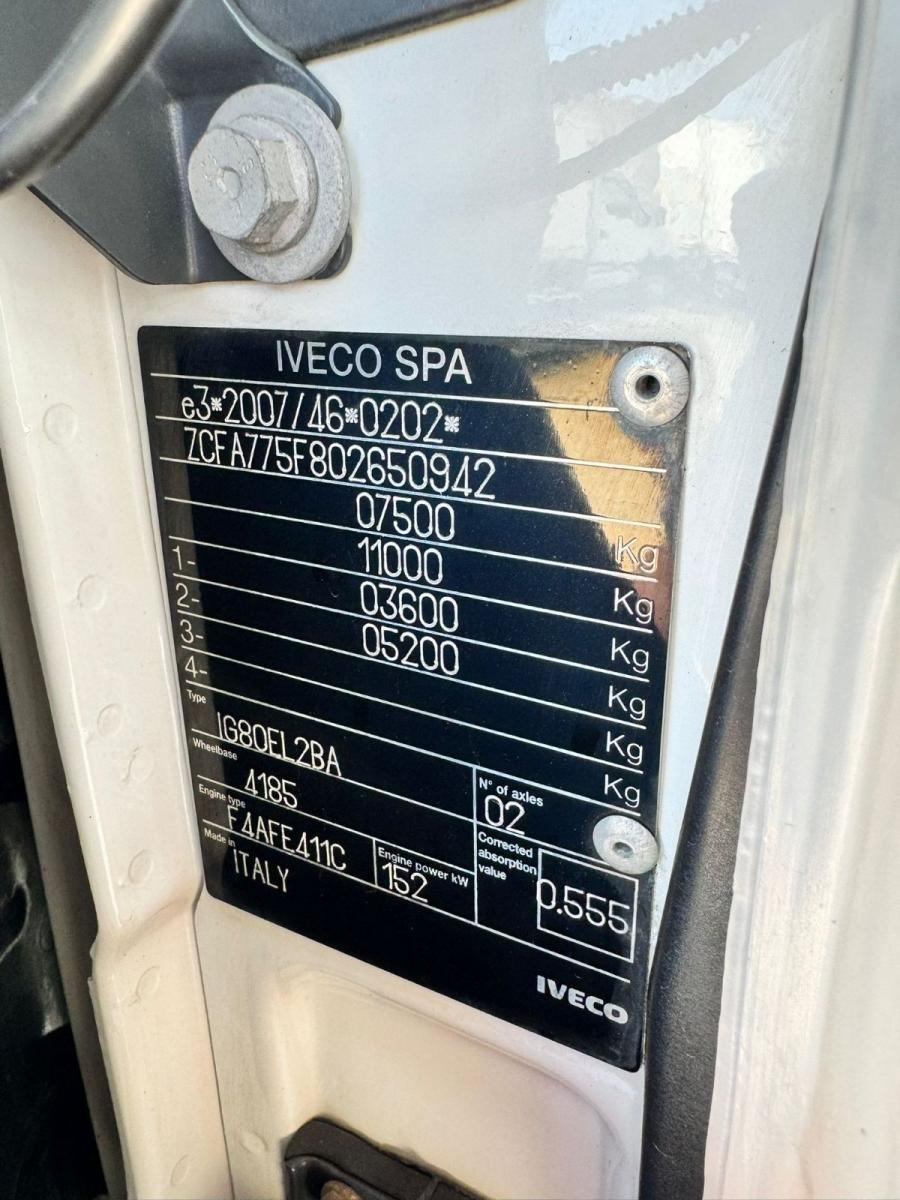 IVECO SPA
e3*2007/46*0202*
ZCFA775F802650942
07500 Kg
11000 Kg
1- 03600 Kg
2- 05200 Kg
3- Kg
4- Kg
Type
IG80EL2BA
Wheelbase
4185
N° of axles
02
Engine type
F4AFE411C
Engine power kW
152
Corrected
absorption
value
0.555
Made in
ITALY
IVECO